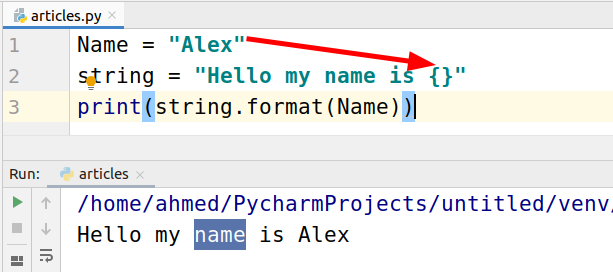 articles.py
1 Name = "Alex"
2 string = "Hello my name is {}"
3 print(string.format(Name))
Run: articles
/home/ahmed/PycharmProjects/untitled/venv/
Hello my name is Alex